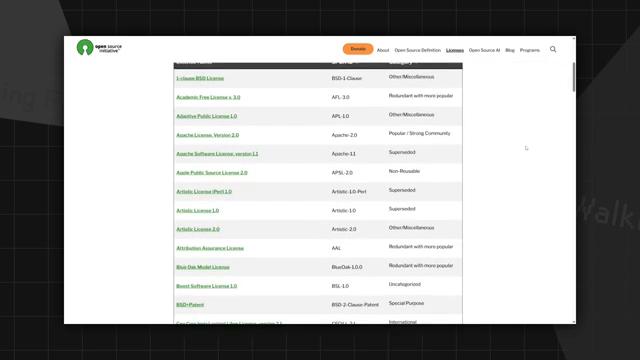 open source
initiative
Donate
About
Open Source Definition
Licenses
Open Source AI
Blog
Programs
1-clause BSD License BSD-1-Clause Other/Miscellaneous
Academic Free License v. 3.0 AFL-3.0 Redundant with more popular
Adaptive Public License 1.0 APL-1.0 Other/Miscellaneous
Apache License, Version 2.0 Apache-2.0 Popular / Strong Community
Apache Software License, version 1.1 Apache-1.1 Superseded
Apple Public Source License 2.0 APSL-2.0 Non-Reusable
Artistic License (Perl) 1.0 Artistic-1.0-Perl Superseded
Artistic License 1.0 Artistic-1.0 Superseded
Artistic License 2.0 Artistic-2.0 Other/Miscellaneous
Attribution Assurance License AAL Redundant with more popular
Blue Oak Model License BlueOak-1.0.0 Redundant with more popular
Boost Software License 1.0 BSL-1.0 Uncategorized
BSD+Patent BSD-2-Clause-Patent Special Purpose
International
Walk